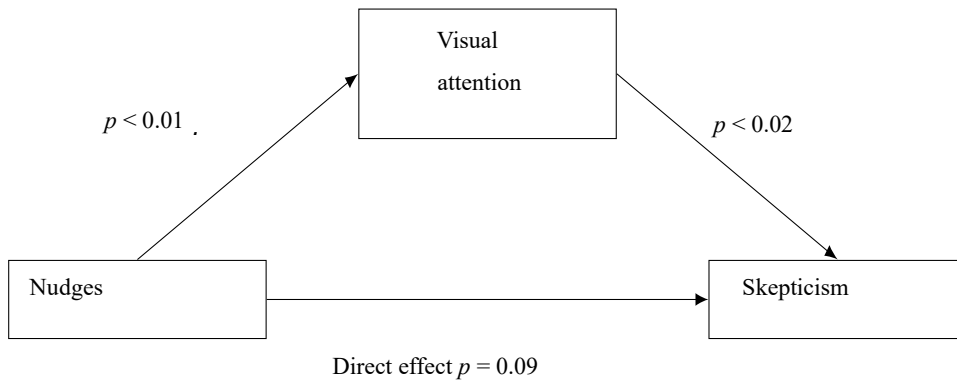 Visual
attention
p < 0.01 .
p < 0.02
Nudges
Skepticism
Direct effect p = 0.09